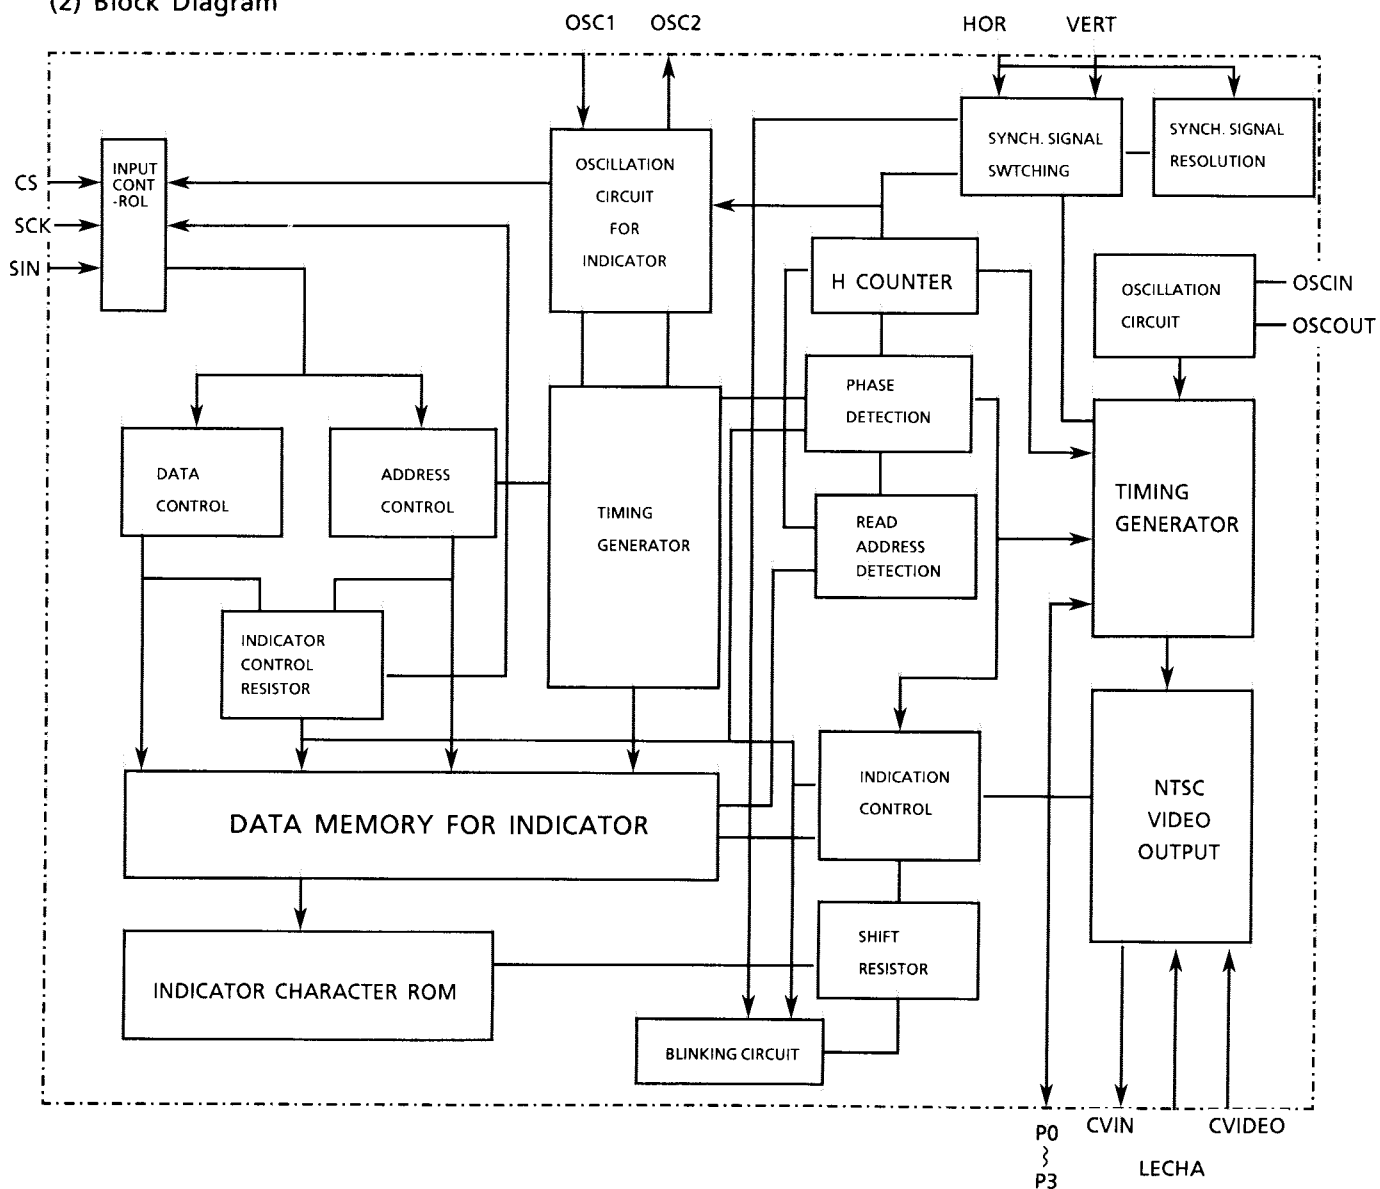 (2) Block Diagram
OSC1 OSC2
HOR VERT
INPUT
CONT
-ROL
CS
SCK
SIN
OSCILLATION
CIRCUIT
FOR
INDICATOR
SYNCH. SIGNAL
SWTCHING
SYNCH. SIGNAL
RESOLUTION
H COUNTER
OSCILLATION
CIRCUIT
OSCIN
OSCOUT
PHASE
DETECTION
DATA
CONTROL
ADDRESS
CONTROL
TIMING
GENERATOR
READ
ADDRESS
DETECTION
TIMING
GENERATOR
INDICATOR
CONTROL
RESISTOR
INDICATION
CONTROL
NTSC
VIDEO
OUTPUT
DATA MEMORY FOR INDICATOR
SHIFT
RESISTOR
INDICATOR CHARACTER ROM
BLINKING CIRCUIT
P0
P3
CVIN
LECHA
CVIDEO